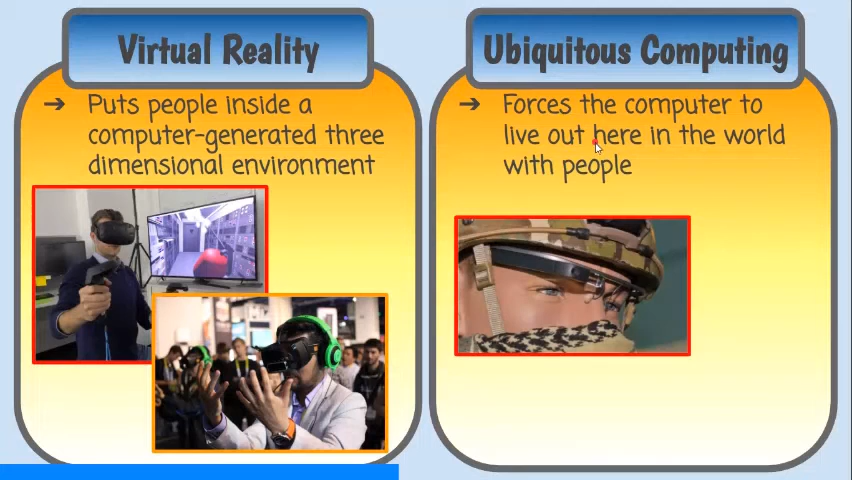 Virtual Reality
➔ Puts people inside a
computer-generated three
dimensional environment
Ubiquitous Computing
➔ Forces the computer to
live out here in the world
with people